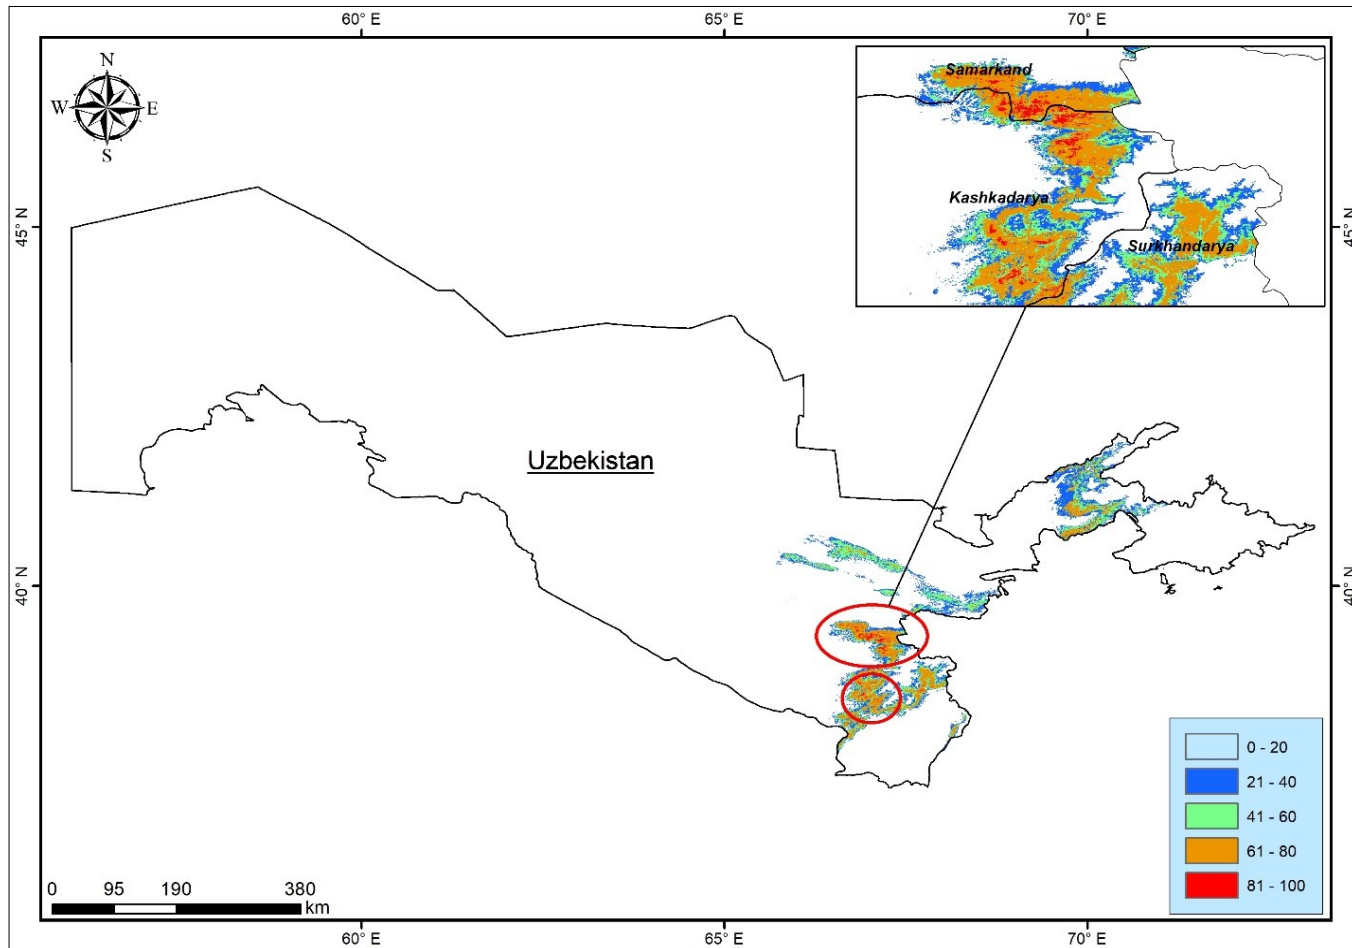 60° E
65° E
70° E
N
W
E
S
Samarkand
Kashkadarya
Surkhandarya
45° N
45° N
Uzbekistan
40° N
40° N
0 - 20
21 - 40
41 - 60
61 - 80
81 - 100
0 95 190 380
km
60° E
65° E
70° E